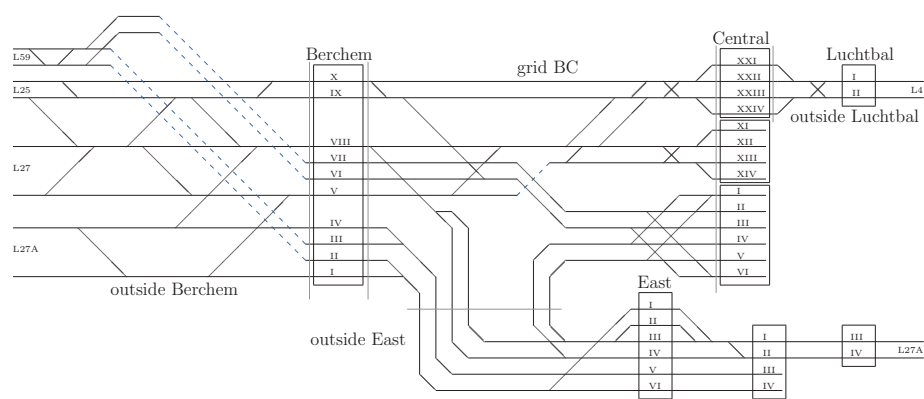 L59
L25
L27
L27A
outside Berchem
Berchem
X
IX
VIII
VII
VI
V
IV
III
II
I
grid BC
outside East
Central
XXI
XXII
XXIII
XXIV
XI
XII
XIII
XIV
I
II
III
IV
V
VI
Luchtbal
I
II
L4
outside Luchtbal
East
I
II
III
IV
V
VI
I
II
III
IV
III
IV
L27A